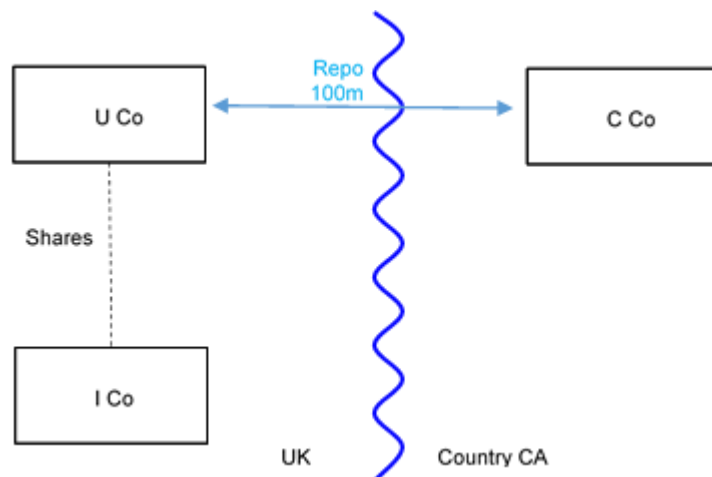 Repo
100m
U Co
C Co
Shares
I Co
UK
Country CA